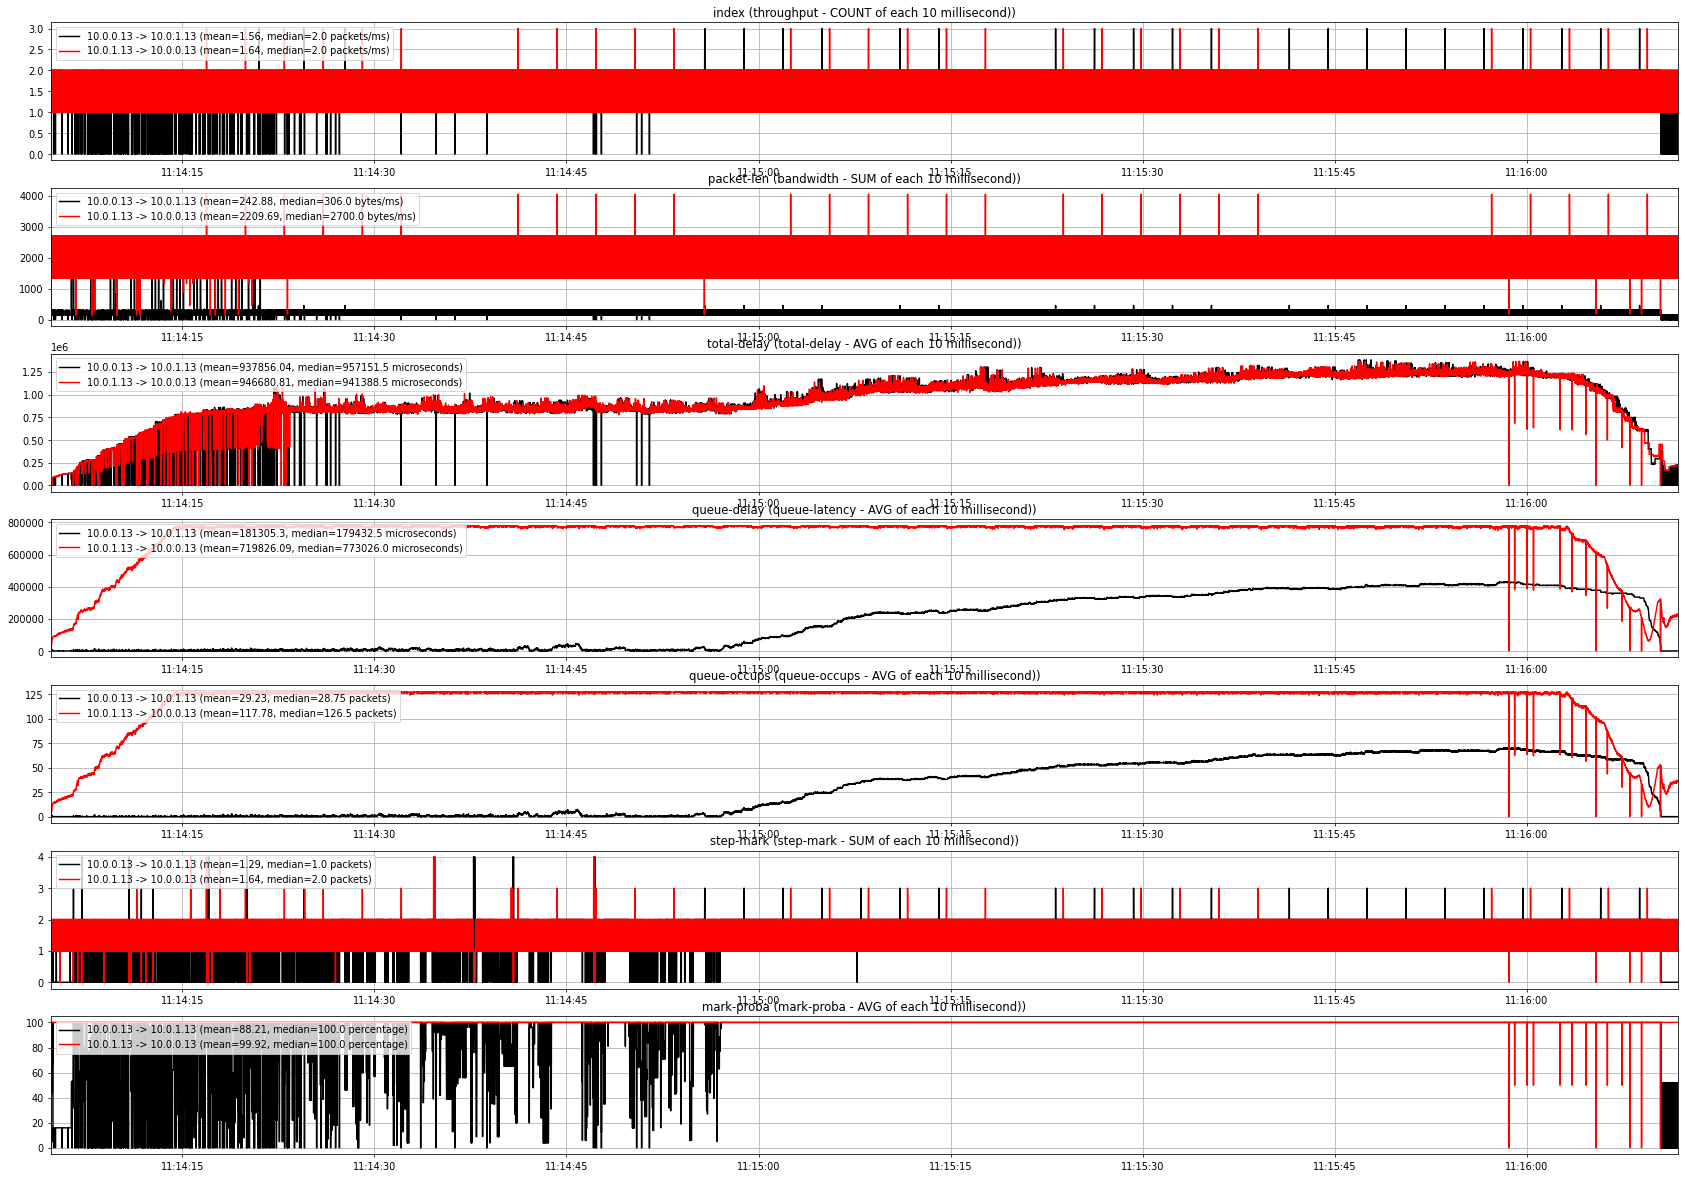 index (throughput - COUNT of each 10 millisecond))
3.0
2.5
2.0
1.5
1.0
0.5
0.0
10.0.0.13 -> 10.0.1.13 (mean=1.56, median=2.0 packets/ms)
10.0.1.13 -> 10.0.0.13 (mean=1.64, median=2.0 packets/ms)
11:14:15 11:14:30 11:14:45 11:15:00 11:15:15 11:15:30 11:15:45 11:16:00
packet-len (bandwidth - SUM of each 10 millisecond))
4000
3000
2000
1000
0
10.0.0.13 -> 10.0.1.13 (mean=242.88, median=306.0 bytes/ms)
10.0.1.13 -> 10.0.0.13 (mean=2209.69, median=2700.0 bytes/ms)
11:14:15 11:14:30 11:14:45 11:15:00 11:15:15 11:15:30 11:15:45 11:16:00
total-delay (total-delay - AVG of each 10 millisecond))
1e6
1.25
1.00
0.75
0.50
0.25
0.00
10.0.0.13 -> 10.0.1.13 (mean=937856.04, median=957151.5 microseconds)
10.0.1.13 -> 10.0.0.13 (mean=946680.81, median=941388.5 microseconds)
11:14:15 11:14:30 11:14:45 11:15:00 11:15:15 11:15:30 11:15:45 11:16:00
queue-delay (queue-latency - AVG of each 10 millisecond))
800000
600000
400000
200000
0
10.0.0.13 -> 10.0.1.13 (mean=181305.3, median=179432.5 microseconds)
10.0.1.13 -> 10.0.0.13 (mean=719826.09, median=773026.0 microseconds)
11:14:15 11:14:30 11:14:45 11:15:00 11:15:15 11:15:30 11:15:45 11:16:00
queue-occups (queue-occups - AVG of each 10 millisecond))
125
100
75
50
25
0
10.0.0.13 -> 10.0.1.13 (mean=29.23, median=28.75 packets)
10.0.1.13 -> 10.0.0.13 (mean=117.78, median=126.5 packets)
11:14:15 11:14:30 11:14:45 11:15:00 11:15:15 11:15:30 11:15:45 11:16:00
step-mark (step-mark - SUM of each 10 millisecond))
4
3
2
1
0
10.0.0.13 -> 10.0.1.13 (mean=1.29, median=1.0 packets)
10.0.1.13 -> 10.0.0.13 (mean=1.64, median=2.0 packets)
11:14:15 11:14:30 11:14:45 11:15:00 11:15:15 11:15:30 11:15:45 11:16:00
mark-proba (mark-proba - AVG of each 10 millisecond))
100
80
60
40
20
0
10.0.0.13 -> 10.0.1.13 (mean=88.21, median=100.0 percentage)
10.0.1.13 -> 10.0.0.13 (mean=99.92, median=100.0 percentage)
11:14:15 11:14:30 11:14:45 11:15:00 11:15:15 11:15:30 11:15:45 11:16:00